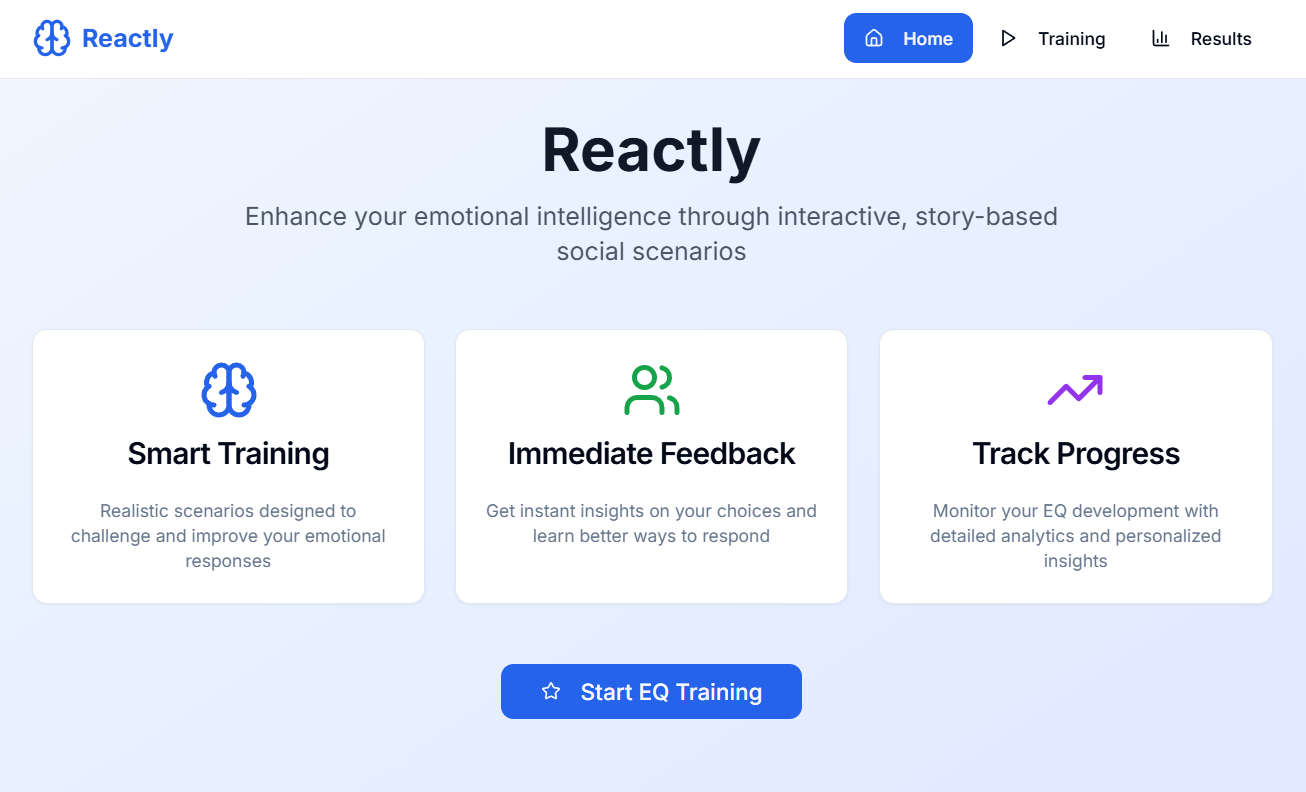 Reactly
Home
Training
Results
Reactly
Enhance your emotional intelligence through interactive, story-based
social scenarios
Smart Training
Realistic scenarios designed to
challenge and improve your emotional
responses
Immediate Feedback
Get instant insights on your choices and
learn better ways to respond
Track Progress
Monitor your EQ development with
detailed analytics and personalized
insights
Start EQ Training